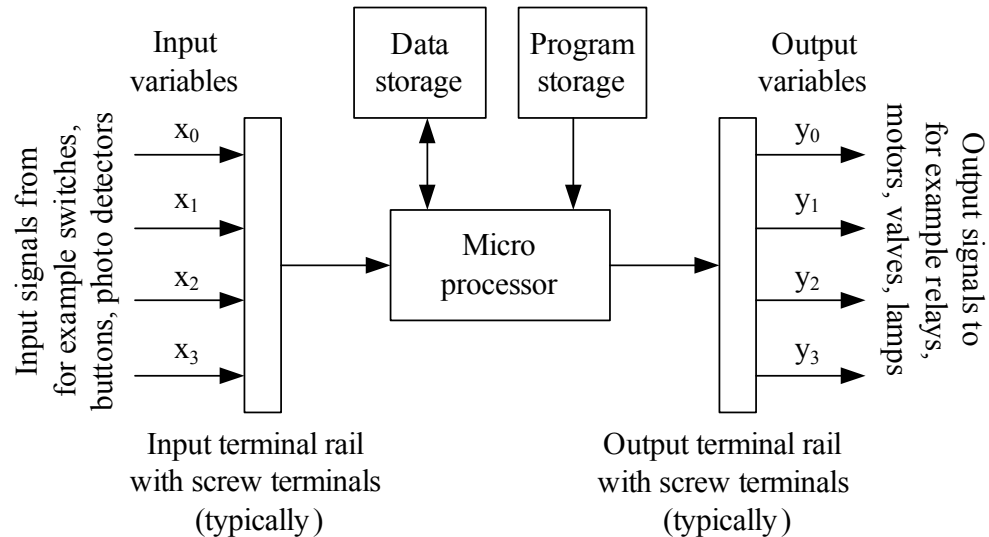 Input
variables
Data
storage
Program
storage
Output
variables
Input signals from
for example switches,
buttons, photo detectors
x₀
x₁
x₂
x₃
Micro
processor
y₀
y₁
y₂
y₃
Output signals to
for example relays,
motors, valves, lamps
Input terminal rail
with screw terminals
(typically)
Output terminal rail
with screw terminals
(typically)